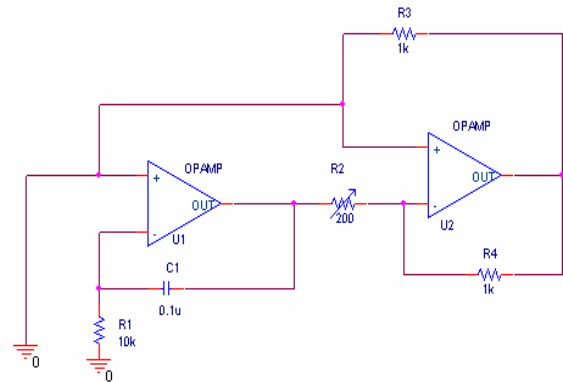 R3
1k
OPAMP
+
OUT
-
U2
OPAMP
+
OUT
-
U1
R2
200
R4
1k
C1
0.1u
R1
10k
0
0